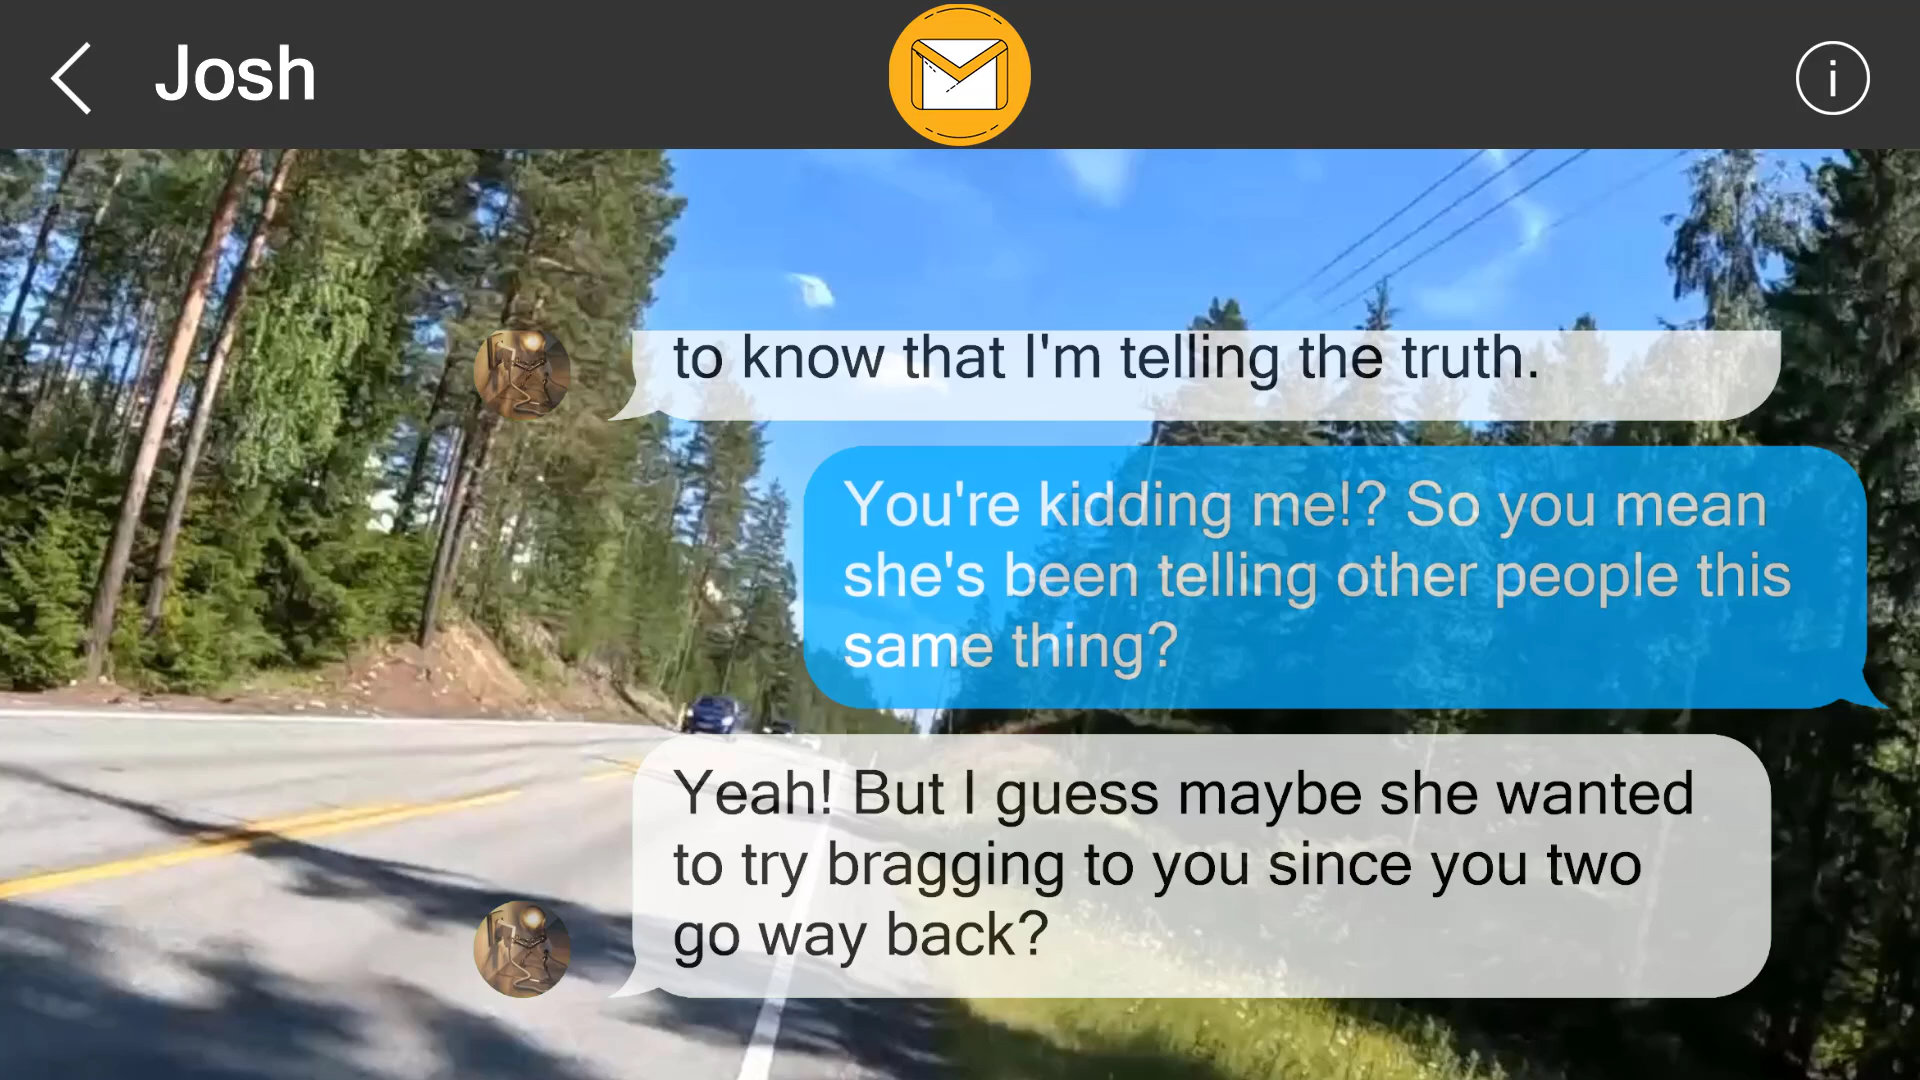 Josh
i
to know that I'm telling the truth.
You're kidding me!? So you mean
she's been telling other people this
same thing?
Yeah! But I guess maybe she wanted
to try bragging to you since you two
go way back?